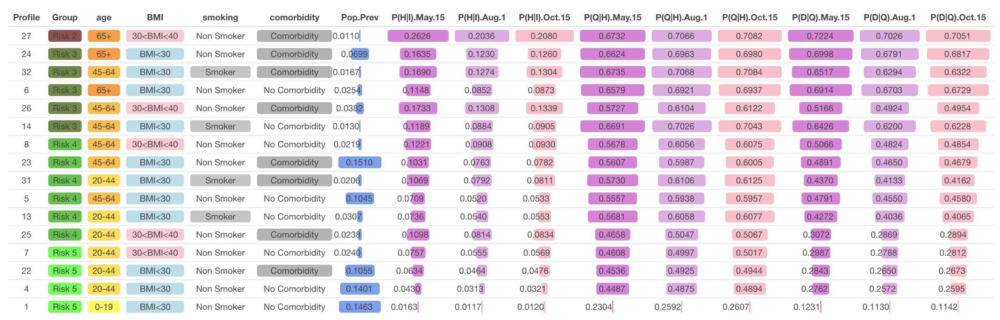 Profile Group age BMI smoking comorbidity Pop.Prev P(H|I).May.15 P(H|I).Aug.1 P(H|I).Oct.15 P(Q|H).May.15 P(Q|H).Aug.1 P(Q|H).Oct.15 P(D|Q).May.15 P(D|Q).Aug.1 P(D|Q).Oct.15
27 Risk 2 65+ 30<BMI<40 Non Smoker Comorbidity 0.0110 0.2626 0.2036 0.2080 0.6732 0.7066 0.7082 0.7224 0.7026 0.7051
24 Risk 3 65+ BMI<30 Non Smoker Comorbidity 0.0699 0.1635 0.1230 0.1260 0.6624 0.6963 0.6980 0.6998 0.6791 0.6817
32 Risk 3 45-64 BMI<30 Smoker Comorbidity 0.0167 0.1690 0.1274 0.1304 0.6735 0.7068 0.7084 0.6517 0.6294 0.6322
6 Risk 3 65+ BMI<30 Non Smoker No Comorbidity 0.0254 0.1148 0.0852 0.0873 0.6579 0.6921 0.6937 0.6914 0.6703 0.6729
26 Risk 3 45-64 30<BMI<40 Non Smoker Comorbidity 0.0382 0.1733 0.1308 0.1339 0.5727 0.6104 0.6122 0.5166 0.4924 0.4954
14 Risk 3 45-64 BMI<30 Smoker No Comorbidity 0.0130 0.1189 0.0884 0.0905 0.6691 0.7026 0.7043 0.6426 0.6200 0.6228
8 Risk 4 45-64 30<BMI<40 Non Smoker No Comorbidity 0.0219 0.1221 0.0908 0.0930 0.5678 0.6056 0.6075 0.5066 0.4824 0.4854
23 Risk 4 45-64 BMI<30 Non Smoker Comorbidity 0.1510 0.1031 0.0763 0.0782 0.5607 0.5987 0.6005 0.4891 0.4650 0.4679
31 Risk 4 20-44 BMI<30 Smoker Comorbidity 0.0206 0.1069 0.0792 0.0811 0.5730 0.6106 0.6125 0.4370 0.4133 0.4162
5 Risk 4 45-64 BMI<30 Non Smoker No Comorbidity 0.1045 0.0709 0.0520 0.0533 0.5557 0.5938 0.5957 0.4791 0.4550 0.4580
13 Risk 4 20-44 BMI<30 Smoker No Comorbidity 0.0307 0.0736 0.0540 0.0553 0.5681 0.6058 0.6077 0.4272 0.4036 0.4065
25 Risk 4 20-44 30<BMI<40 Non Smoker Comorbidity 0.0238 0.1098 0.0814 0.0834 0.4658 0.5047 0.5067 0.3072 0.2869 0.2894
7 Risk 5 20-44 30<BMI<40 Non Smoker No Comorbidity 0.0240 0.0757 0.0555 0.0569 0.4608 0.4997 0.5017 0.2987 0.2788 0.2812
22 Risk 5 20-44 BMI<30 Non Smoker Comorbidity 0.1055 0.0634 0.0464 0.0476 0.4536 0.4925 0.4944 0.2843 0.2650 0.2673
4 Risk 5 20-44 BMI<30 Non Smoker No Comorbidity 0.1401 0.0430 0.0313 0.0321 0.4487 0.4875 0.4894 0.2762 0.2572 0.2595
1 Risk 5 0-19 BMI<30 Non Smoker No Comorbidity 0.1463 0.0163 0.0117 0.0120 0.2304 0.2592 0.2607 0.1231 0.1130 0.1142